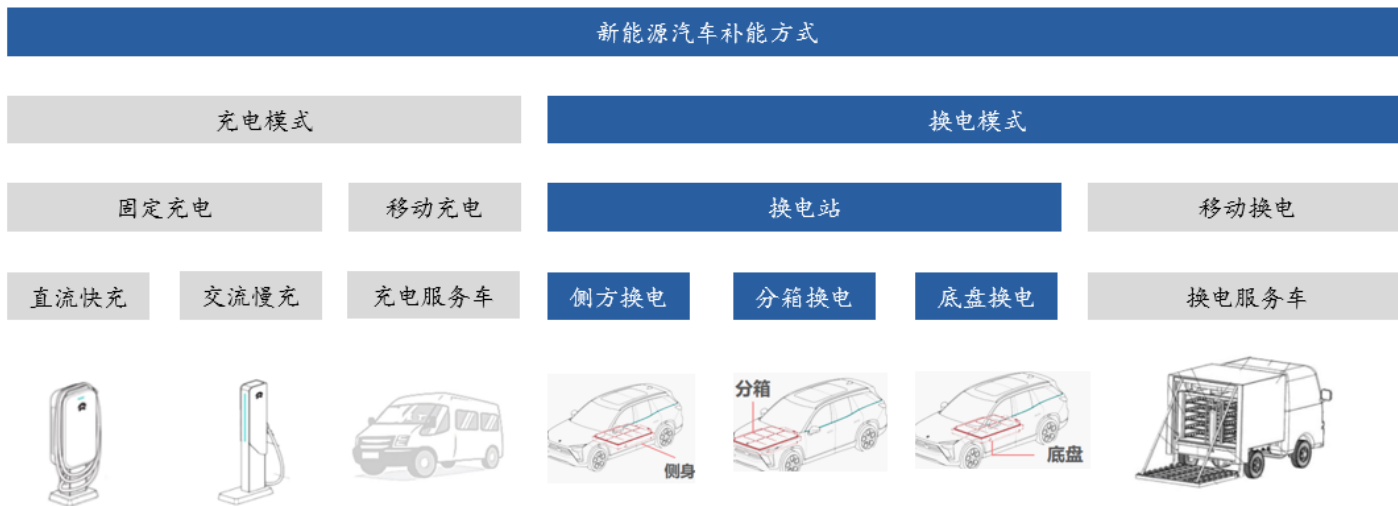 新能源汽车补能方式
充电模式
换电模式
固定充电
移动充电
换电站
移动换电
直流快充
交流慢充
充电服务车
侧方换电
分箱换电
底盘换电
换电服务车
侧身
分箱
底盘